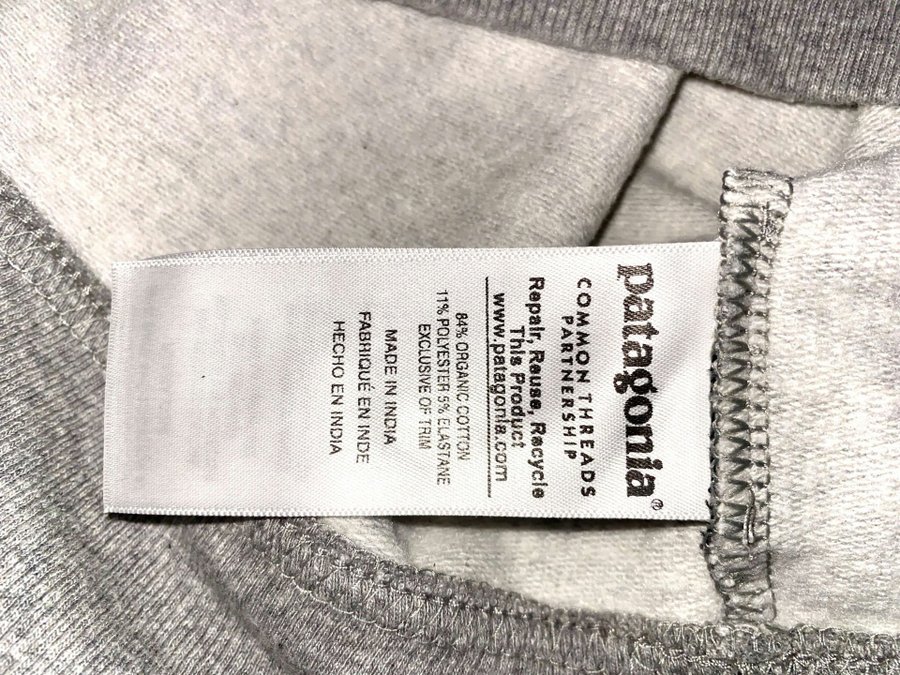 patagonia®
COMMON THREADS
PARTNERSHIP
Repair, Reuse, Recycle
This Product
www.patagonia.com
84% ORGANIC COTTON
11% POLYESTER 5% ELASTANE
EXCLUSIVE OF TRIM
MADE IN INDIA
FABRIQUÉ EN INDE
HECHO EN INDIA